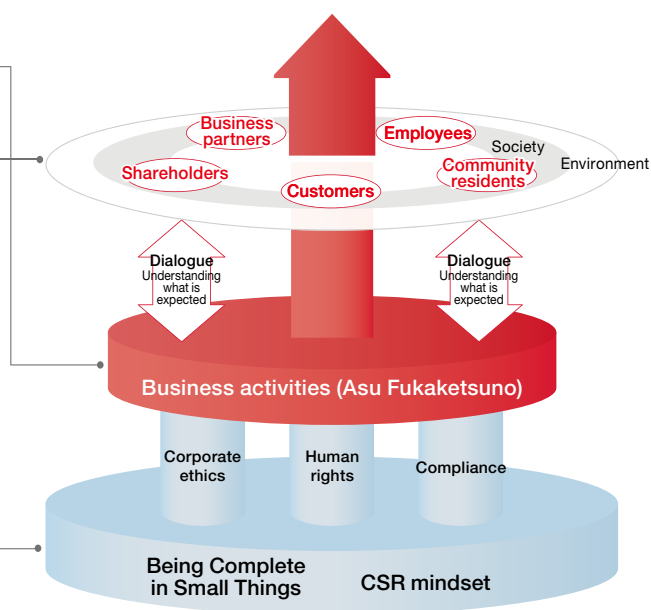 Business
partners
Employees
Society
Environment
Shareholders
Community
residents
Customers
Dialogue
Understanding
what is
expected
Dialogue
Understanding
what is
expected
Business activities (Asu Fukaketsuno)
Corporate
ethics
Human
rights
Compliance
Being Complete
in Small Things
CSR mindset